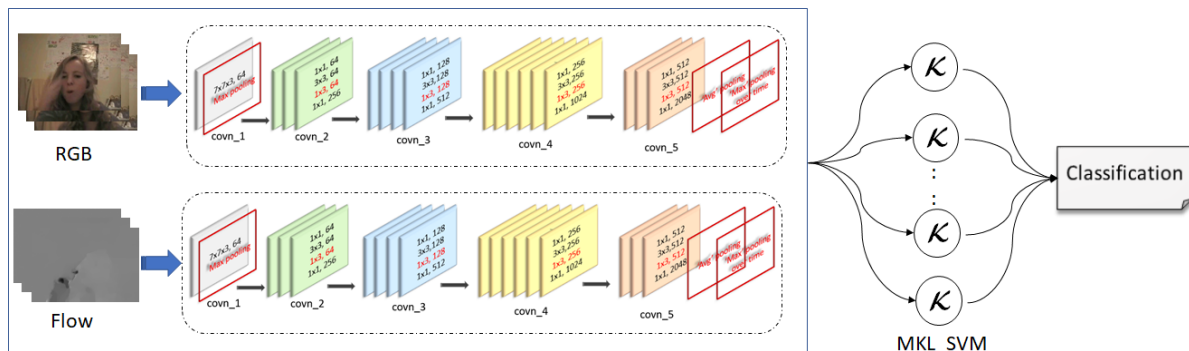 RGB
7x7x3, 64
Max pooling
covn_1
1x1, 64
3x3, 64
1x3, 64
1x1, 256
covn_2
1x1, 128
3x3,128
1x3, 128
1x1, 512
covn_3
1x1, 256
3x3,256
1x3, 256
1x1, 1024
covn_4
1x1, 512
3x3,512
1x3, 512
1x1, 2048
covn_5
Avg pooling
Max pooling
over time
Flow
7x7x3, 64
Max pooling
covn_1
1x1, 64
3x3, 64
1x3, 64
1x1, 256
covn_2
1x1, 128
3x3,128
1x3, 128
1x1, 512
covn_3
1x1, 256
3x3,256
1x3, 256
1x1, 1024
covn_4
1x1, 512
3x3,512
1x3, 512
1x1, 2048
covn_5
Avg pooling
Max pooling
over time
K
K
:
:
K
K
MKL_SVM
Classification